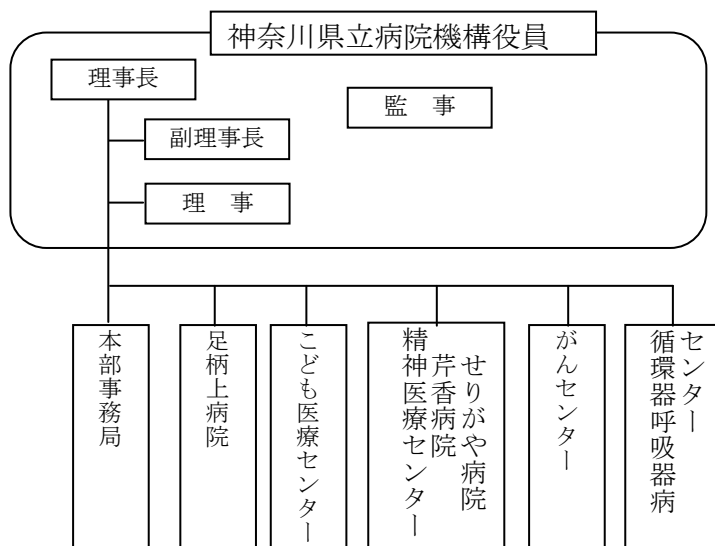 神奈川県立病院機構役員
理事長
監　事
副理事長
理　事
本部事務局
足柄上病院
こども医療センター
精神医療センター
芹香病院
せりがや病院
がんセンター
循環器呼吸器病
センター